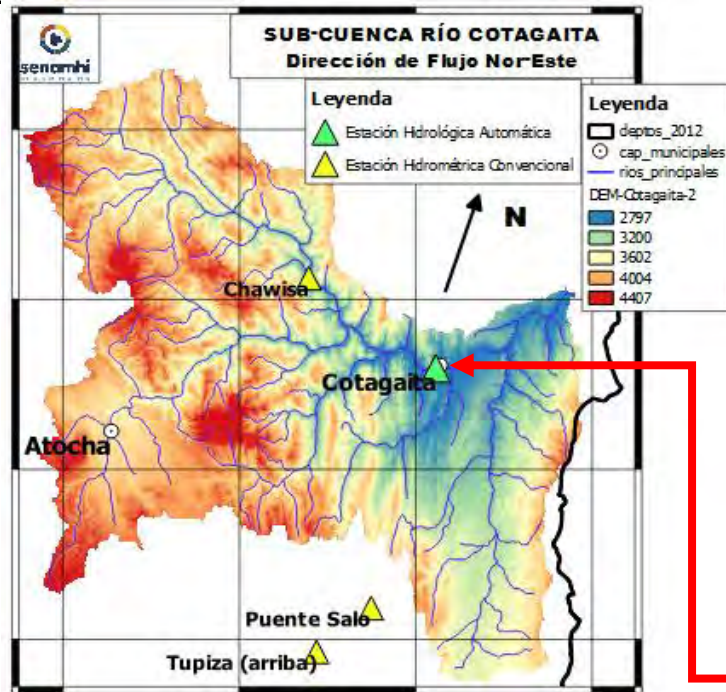 senamhi
SUB-CUENCA RÍO COTAGAITA
Dirección de Flujo Nor-Este
Leyenda
Estación Hidrológica Automática
Estación Hidrométrica Convencional
Leyenda
deptos_2012
cap_municipales
rios_principales
DEM-Cotagaita-2
2797
3200
3602
4004
4407
N
Chawisa
Cotagaita
Atocha
Puente Salo
Tupiza (arriba)